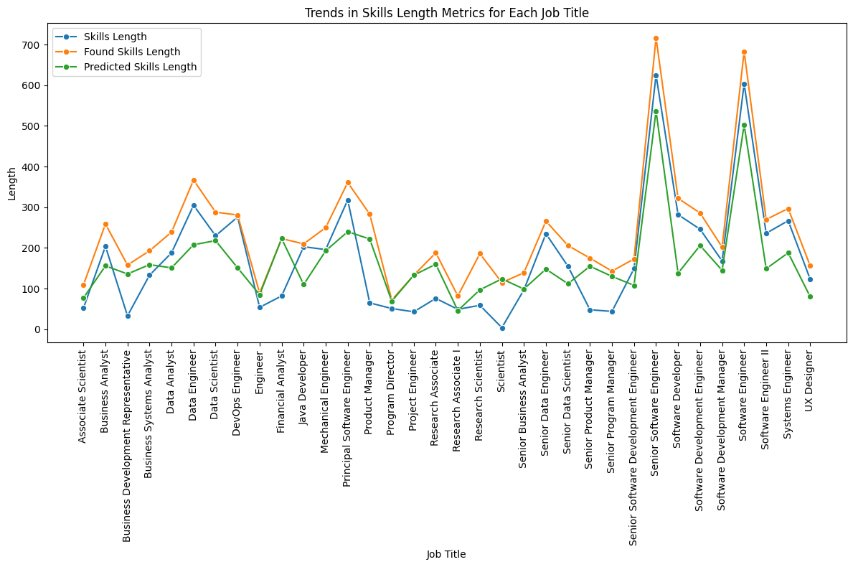 Trends in Skills Length Metrics for Each Job Title
Skills Length
Found Skills Length
Predicted Skills Length
Length
700
600
500
400
300
200
100
0
Associate Scientist
Business Analyst
Business Development Representative
Business Systems Analyst
Data Analyst
Data Engineer
Data Scientist
DevOps Engineer
Engineer
Financial Analyst
Java Developer
Mechanical Engineer
Principal Software Engineer
Product Manager
Program Director
Project Engineer
Research Associate
Research Associate I
Research Scientist
Scientist
Senior Business Analyst
Senior Data Engineer
Senior Data Scientist
Senior Product Manager
Senior Program Manager
Senior Software Development Engineer
Senior Software Engineer
Software Developer
Software Development Engineer
Software Development Manager
Software Engineer
Software Engineer II
Systems Engineer
UX Designer
Job Title